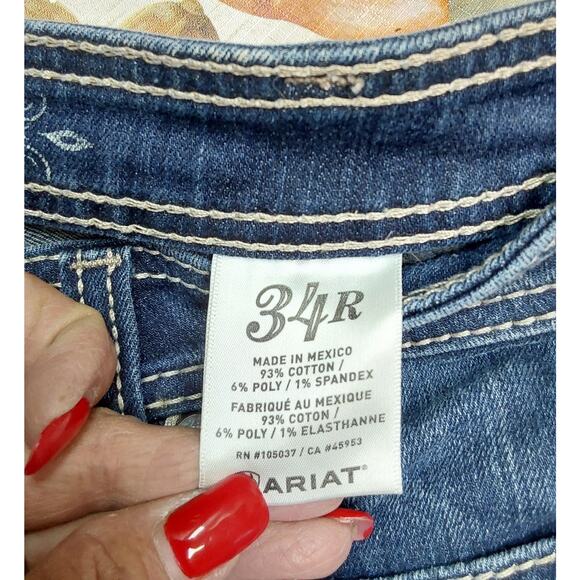 34R
MADE IN MEXICO
93% COTTON /
6% POLY / 1% SPANDEX
FABRIQUÉ AU MEXIQUE
93% COTON /
6% POLY / 1% ELASTHANNE
RN #105037 / CA #45953
ARIAT®